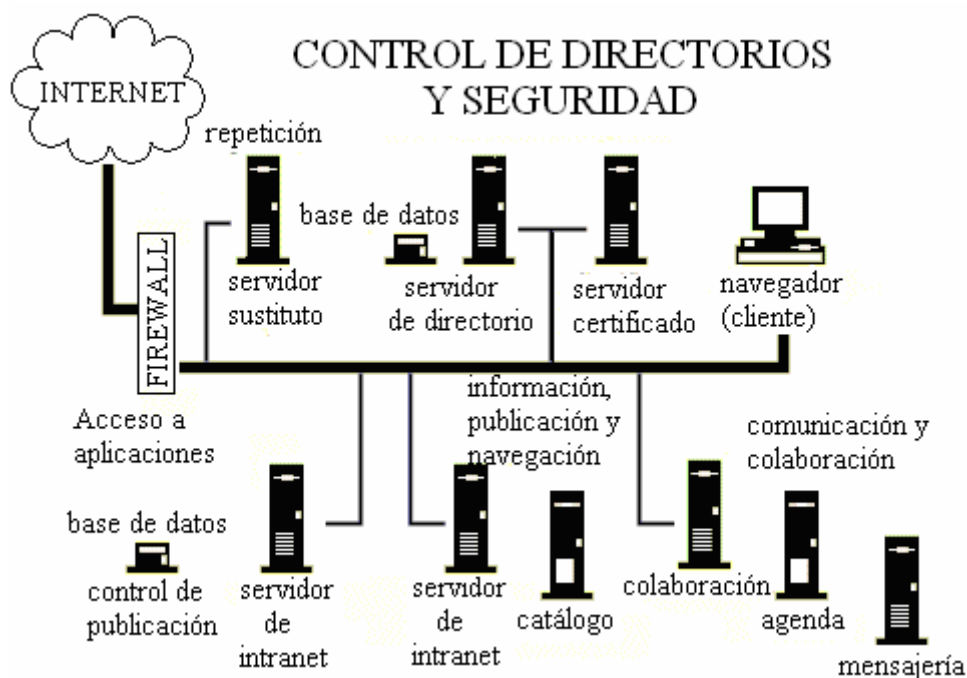 CONTROL DE DIRECTORIOS
Y SEGURIDAD
INTERNET
repetición
servidor
sustituto
base de datos
servidor
de directorio
servidor
certificado
navegador
(cliente)
FIREWALL
Acceso a
aplicaciones
información,
publicación y
navegación
comunicación y
colaboración
base de datos
control de
publicación
servidor
de
intranet
servidor
de
intranet
catálogo
colaboración
agenda
mensajería